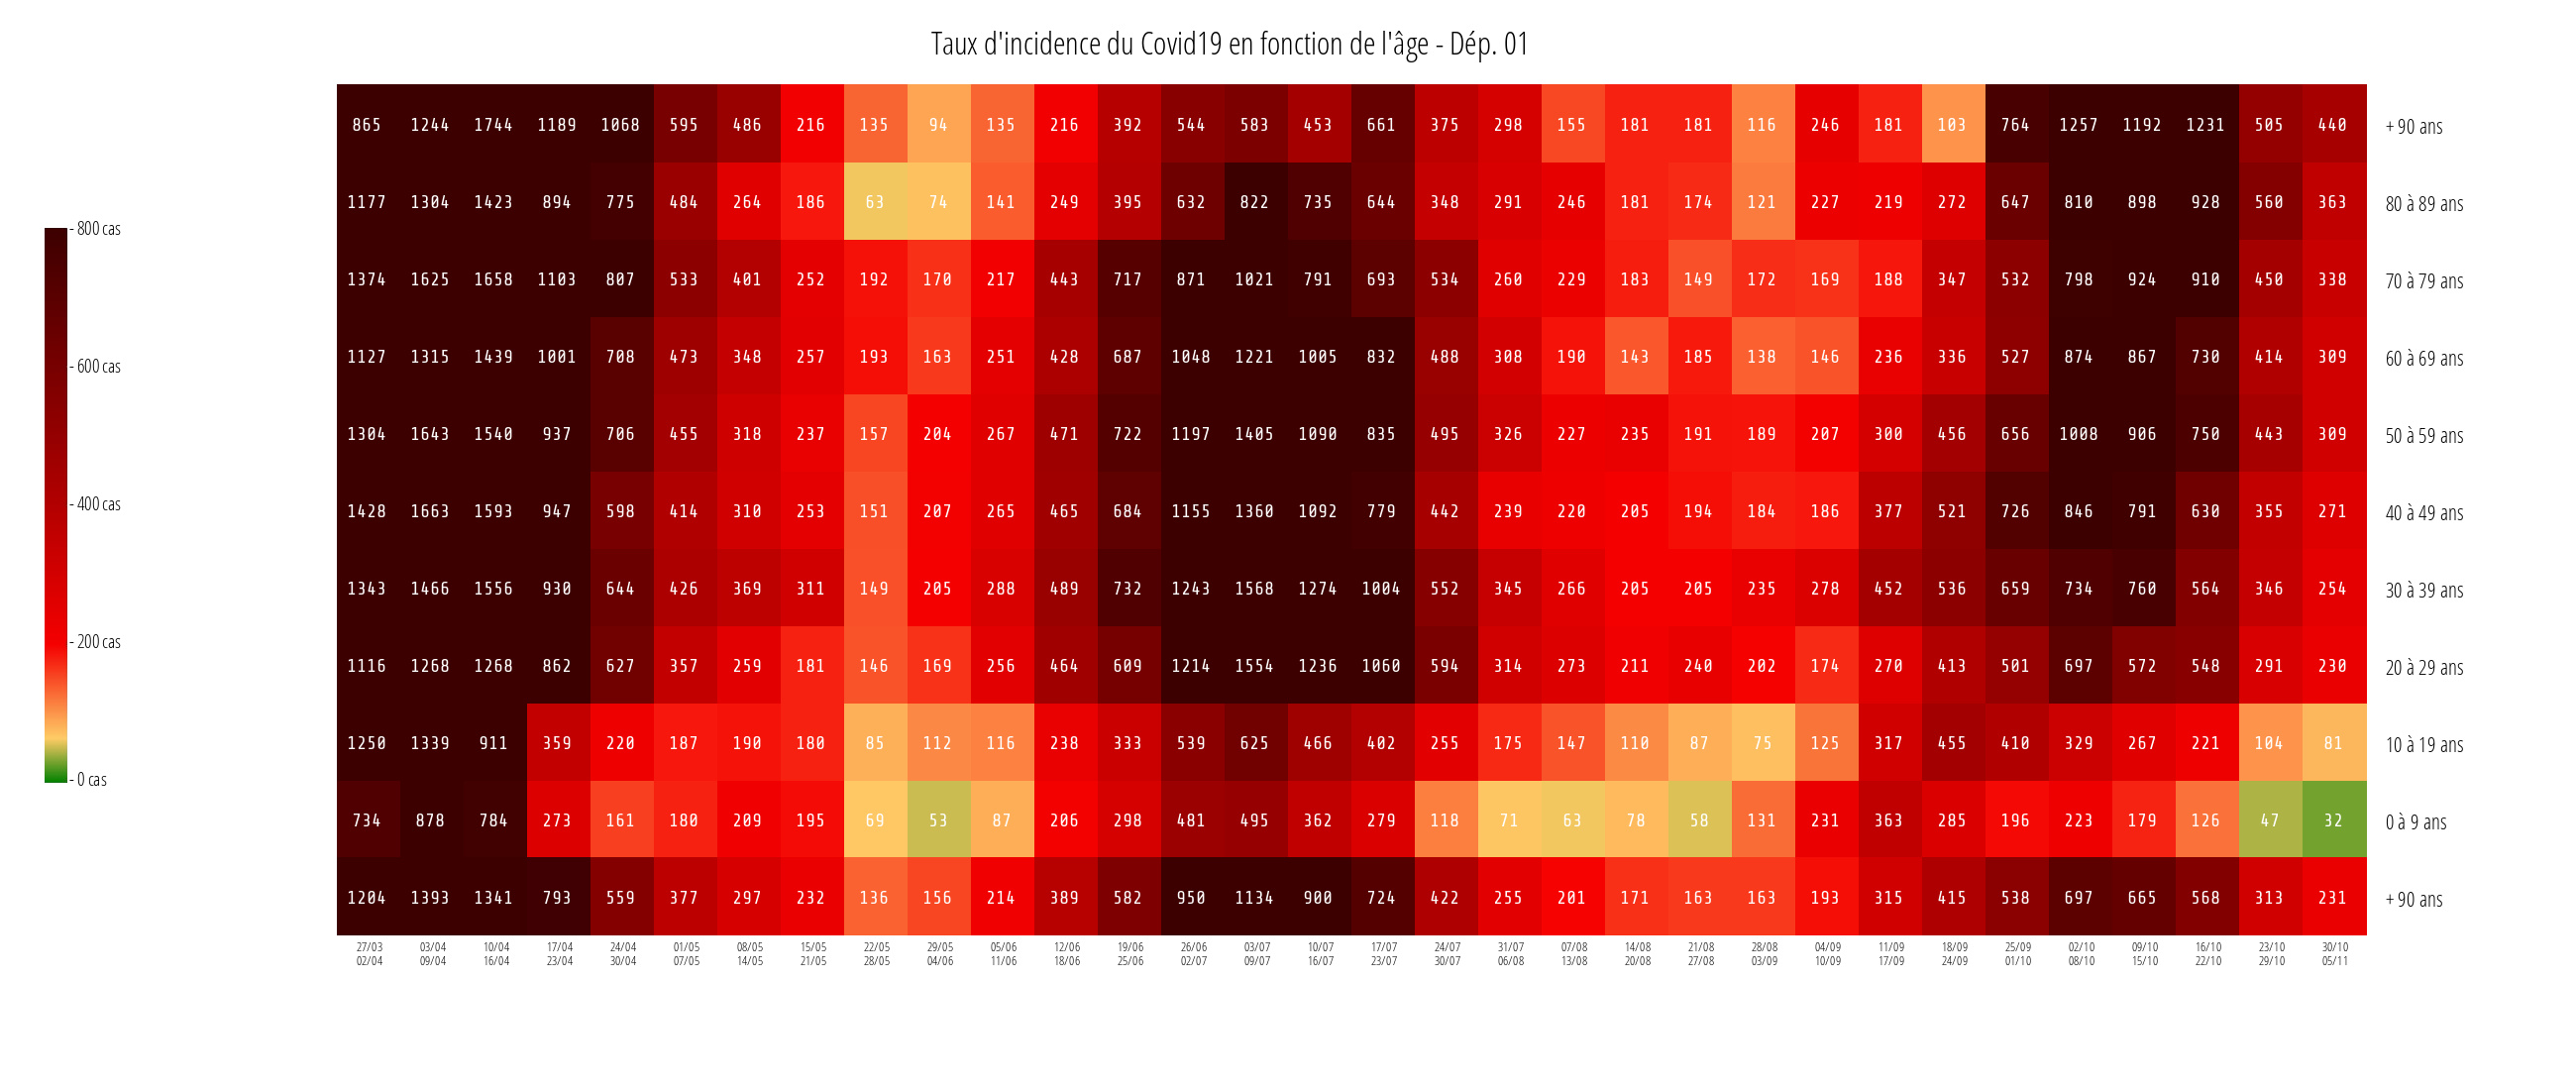 Taux d'incidence du Covid19 en fonction de l'âge - Dép. 01
865 1244 1744 1189 1068 595 486 216 135 94 135 216 392 544 583 453 661 375 298 155 181 181 116 246 181 103 764 1257 1192 1231 505 440 + 90 ans
1177 1304 1423 894 775 484 264 186 63 74 141 249 395 632 822 735 644 348 291 246 181 174 121 227 219 272 647 810 898 928 560 363 80 à 89 ans
- 800 cas
1374 1625 1658 1103 807 533 401 252 192 170 217 443 717 871 1021 791 693 534 260 229 183 149 172 169 188 347 532 798 924 910 450 338 70 à 79 ans
1127 1315 1439 1001 708 473 348 257 193 163 251 428 687 1048 1221 1005 832 488 308 190 143 185 138 146 236 336 527 874 867 730 414 309 60 à 69 ans
- 600 cas
1304 1643 1540 937 706 455 318 237 157 204 267 471 722 1197 1405 1090 835 495 326 227 235 191 189 207 300 456 656 1008 906 750 443 309 50 à 59 ans
- 400 cas
1428 1663 1593 947 598 414 310 253 151 207 265 465 684 1155 1360 1092 779 442 239 220 205 194 184 186 377 521 726 846 791 630 355 271 40 à 49 ans
1343 1466 1556 930 644 426 369 311 149 205 288 489 732 1243 1568 1274 1004 552 345 266 205 205 235 278 452 536 659 734 760 564 346 254 30 à 39 ans
- 200 cas
1116 1268 1268 862 627 357 259 181 146 169 256 464 609 1214 1554 1236 1060 594 314 273 211 240 202 174 270 413 501 697 572 548 291 230 20 à 29 ans
1250 1339 911 359 220 187 190 180 85 112 116 238 333 539 625 466 402 255 175 147 110 87 75 125 317 455 410 329 267 221 104 81 10 à 19 ans
- 0 cas
734 878 784 273 161 180 209 195 69 53 87 206 298 481 495 362 279 118 71 63 78 58 131 231 363 285 196 223 179 126 47 32 0 à 9 ans
1204 1393 1341 793 559 377 297 232 136 156 214 389 582 950 1134 900 724 422 255 201 171 163 163 193 315 415 538 697 665 568 313 231 + 90 ans
27/03 03/04 10/04 17/04 24/04 01/05 08/05 15/05 22/05 29/05 05/06 12/06 19/06 26/06 03/07 10/07 17/07 24/07 31/07 07/08 14/08 21/08 28/08 04/09 11/09 18/09 25/09 02/10 09/10 16/10 23/10 30/10
02/04 09/04 16/04 23/04 30/04 07/05 14/05 21/05 28/05 04/06 11/06 18/06 25/06 02/07 09/07 16/07 23/07 30/07 06/08 13/08 20/08 27/08 03/09 10/09 17/09 24/09 01/10 08/10 15/10 22/10 29/10 05/11